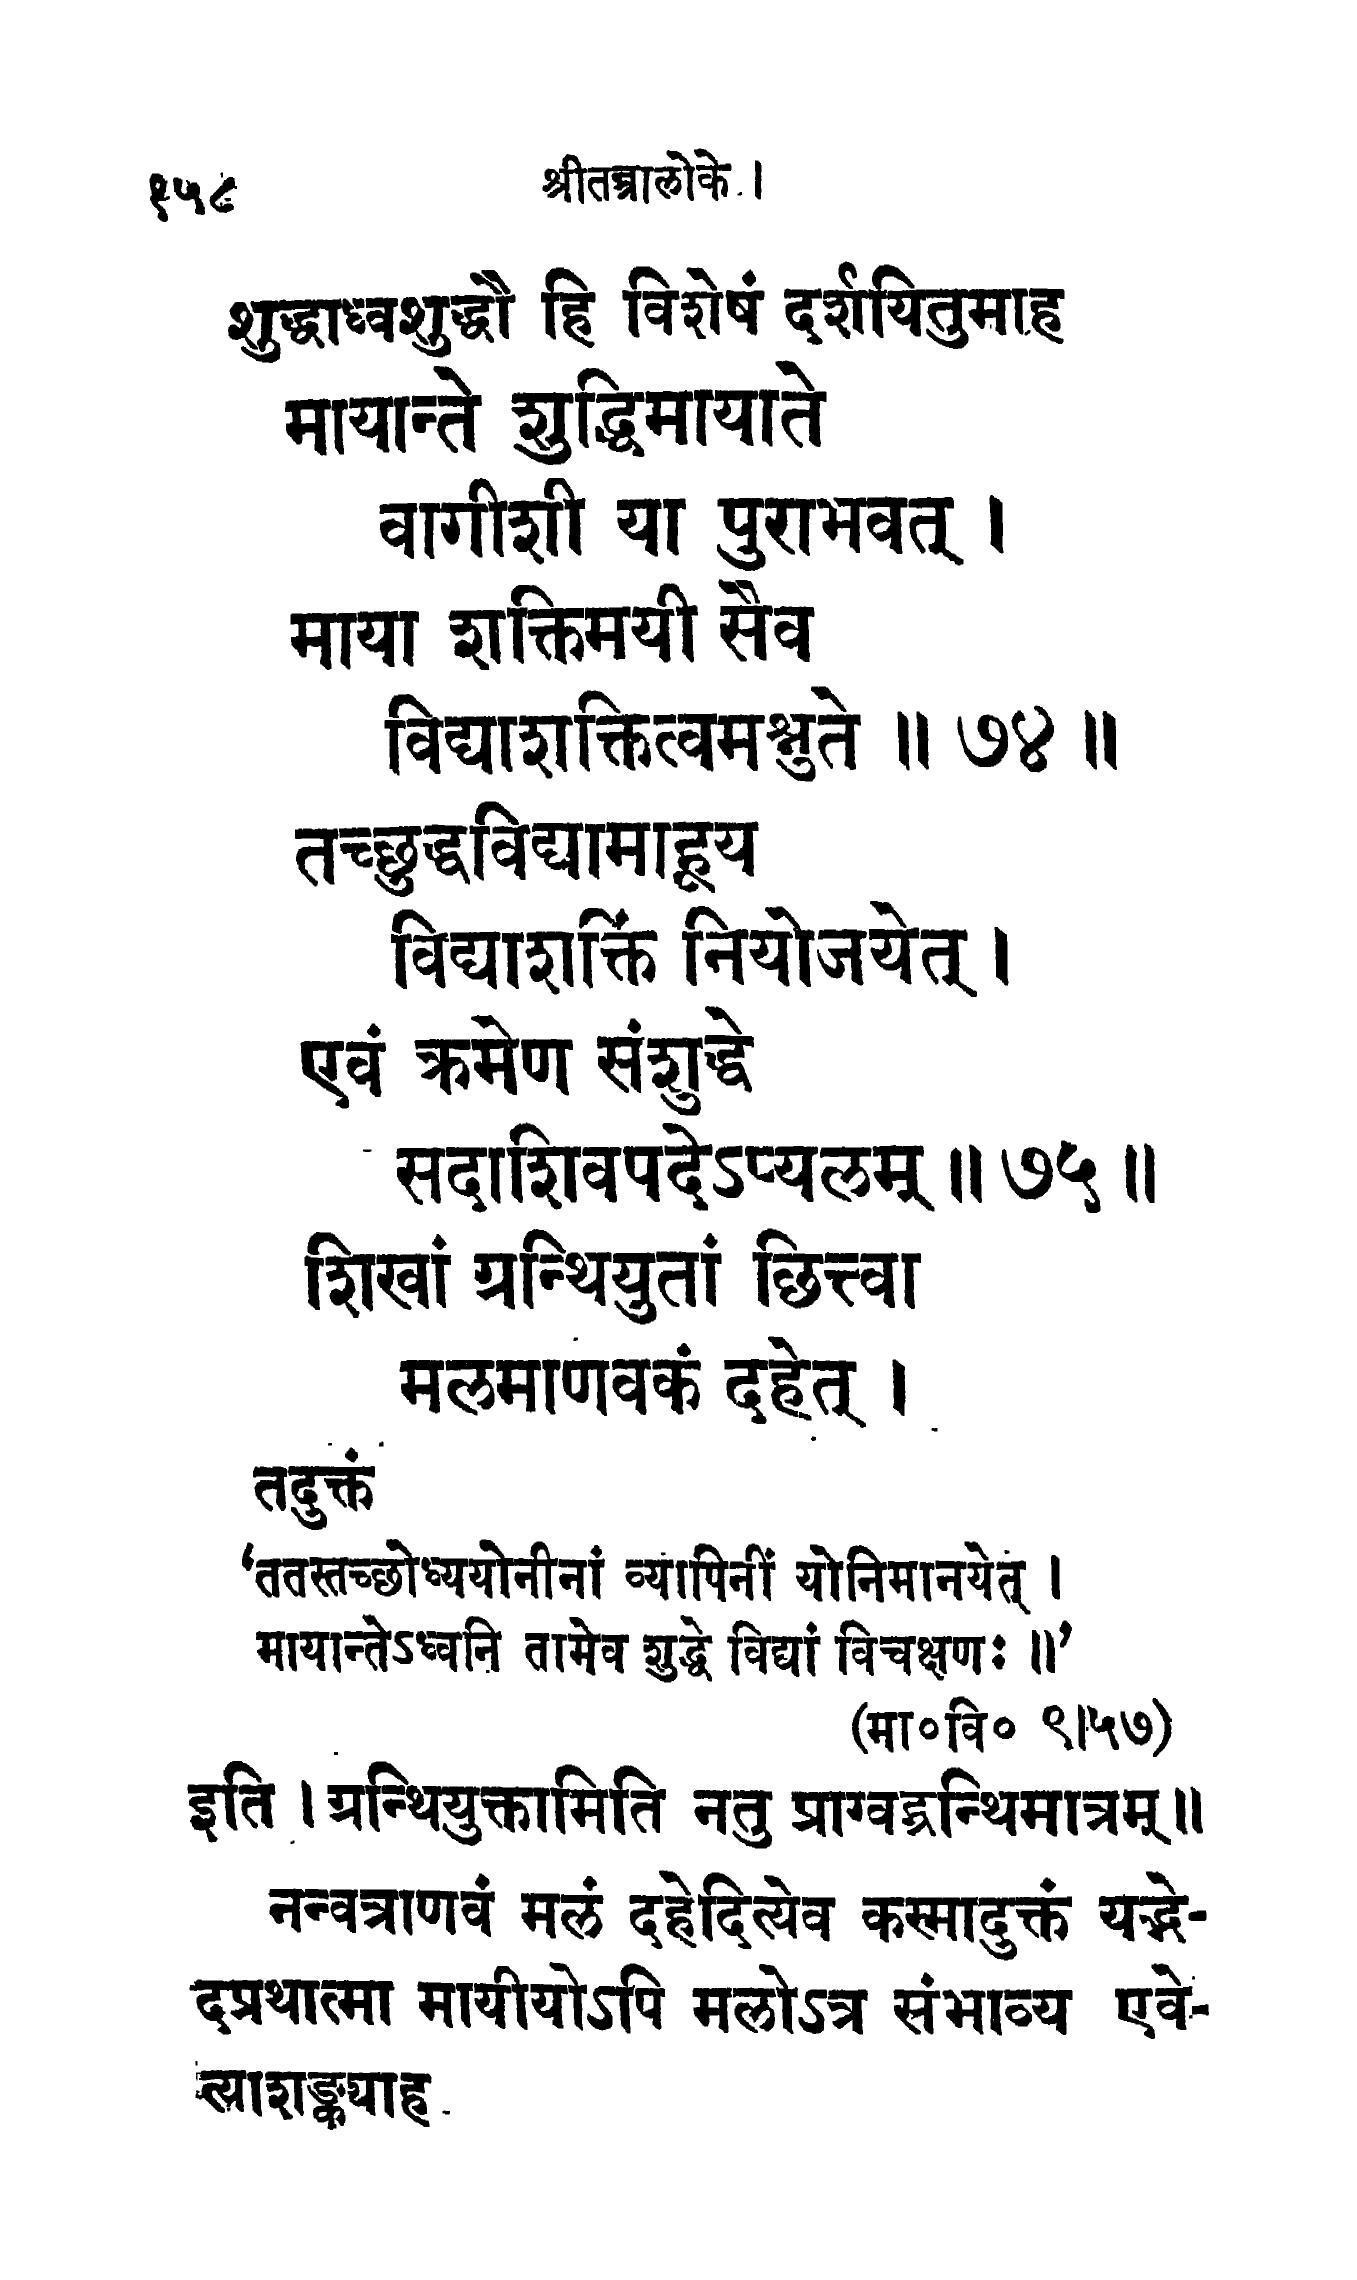 १५८ श्रीतन्त्रालोके ।
शुद्धाध्वशुद्धौ हि विशेषं दर्शयितुमाह
मायान्ते शुद्धिमायाते
वागीशी या पुराभवत् ।
माया शक्तिमयी सैव
विद्याशक्तित्वमश्नुते ॥ ७४ ॥
तच्छुद्धविद्यामाहूय
विद्याशक्तिं नियोजयेत् ।
एवं क्रमेण संशुद्धे
सदाशिवपदेऽप्यलम् ॥ ७५ ॥
शिखां ग्रन्थियुतां छित्त्वा
मलमाणवकं दहेत् ।
तदुक्तं
‘ततस्तच्छोध्ययोनीनां व्यापिनीं योनिमानयेत् ।
मायान्तेऽध्वनि तामेव शुद्धे विद्यां विचक्षणः ॥’
(मा०वि० ९।५७)
इति । ग्रन्थियुक्तामिति नतु प्राग्वद्ग्रन्थिमात्रम् ॥
नन्वत्राणवं मलं दहेदित्येव कस्मादुक्तं यद्भे-
दप्रथात्मा मायीयोऽपि मलोऽत्र संभाव्य एवे-
त्याशङ्क्याह